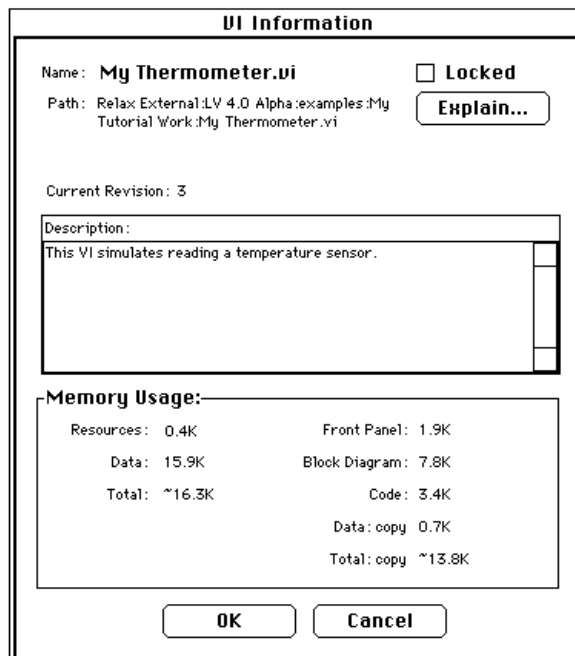 VI Information
Name: My Thermometer.vi
Locked
Path: Relax External:LV 4.0 Alpha:examples:My
Tutorial Work:My Thermometer.vi
Explain...
Current Revision: 3
Description:
This VI simulates reading a temperature sensor.
Memory Usage:
Resources: 0.4K
Front Panel: 1.9K
Data: 15.9K
Block Diagram: 7.8K
Total: ~16.3K
Code: 3.4K
Data: copy 0.7K
Total: copy ~13.8K
OK
Cancel